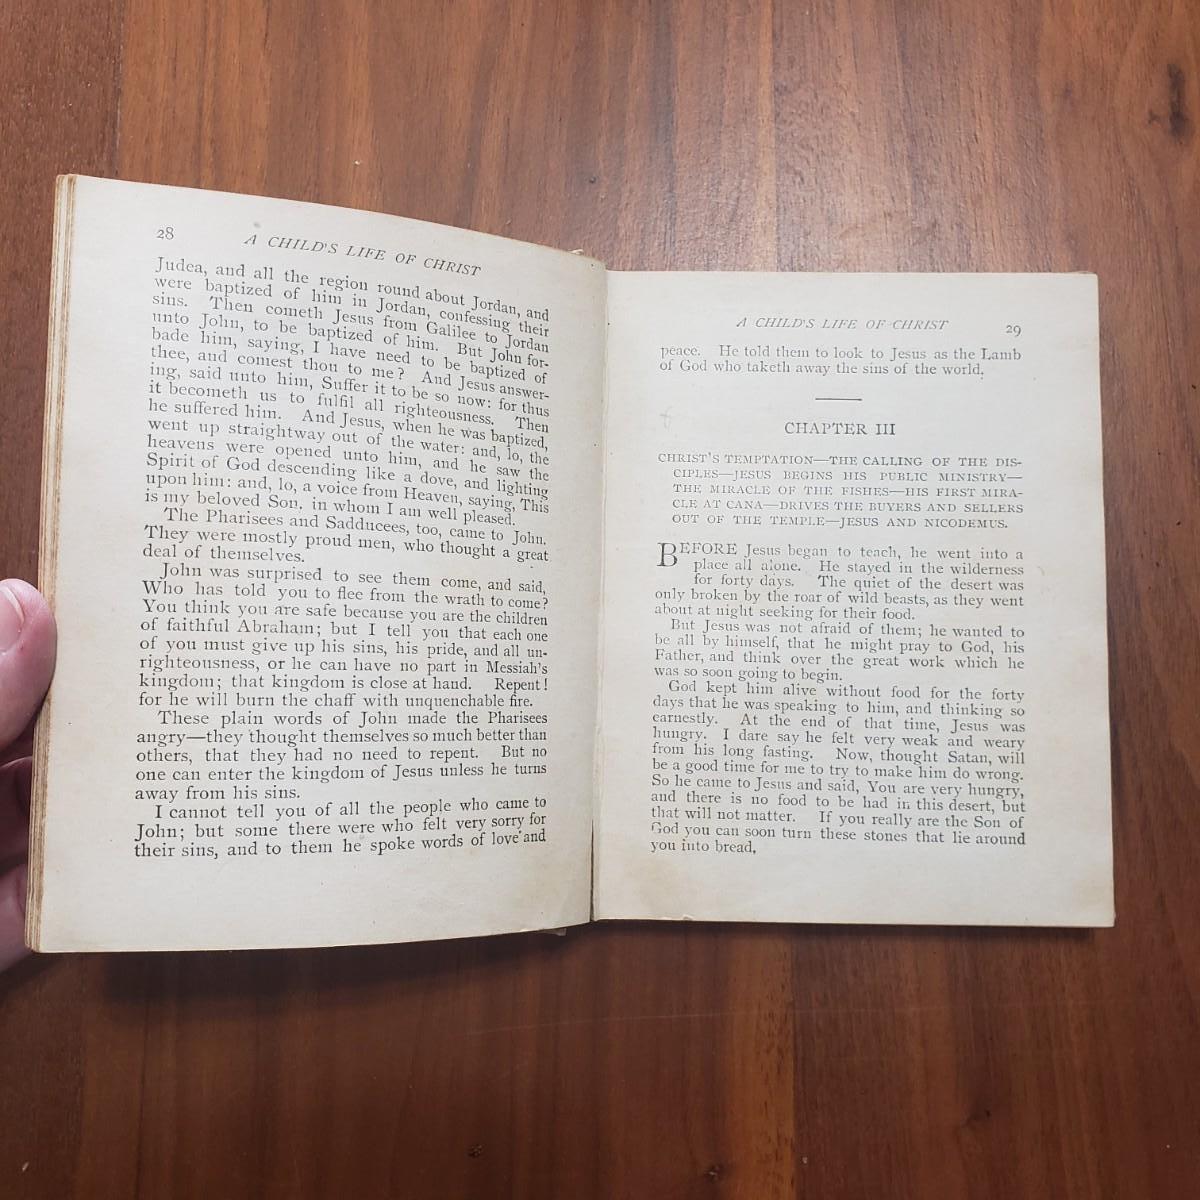 28
A CHILD'S LIFE OF CHRIST
Judea, and all the region round about Jordan, and
were baptized of him in Jordan, confessing their
sins. Then cometh Jesus from Galilee to Jordan
unto John, to be baptized of him. But John for-
bade him, saying, I have need to be baptized of
thee, and comest thou to me? And Jesus answer-
ing, said unto him, Suffer it to be so now: for thus
it becometh us to fulfil all righteousness. Then
he suffered him. And Jesus, when he was baptized,
went up straightway out of the water: and, lo, the
heavens were opened unto him, and he saw the
Spirit of God descending like a dove, and lighting
upon him: and, lo, a voice from Heaven, saying, This
is my beloved Son, in whom I am well pleased.
The Pharisees and Sadducees, too, came to John.
They were mostly proud men, who thought a great
deal of themselves.
John was surprised to see them come, and said,
Who has told you to flee from the wrath to come?
You think you are safe because you are the children
of faithful Abraham; but I tell you that each one
of you must give up his sins, his pride, and all un-
righteousness, or he can have no part in Messiah's
kingdom; that kingdom is close at hand. Repent!
for he will burn the chaff with unquenchable fire.
These plain words of John made the Pharisees
angry—they thought themselves so much better than
others, that they had no need to repent. But no
one can enter the kingdom of Jesus unless he turns
away from his sins.
I cannot tell you of all the people who came to
John; but some there were who felt very sorry for
their sins, and to them he spoke words of love and
A CHILD'S LIFE OF CHRIST
29
peace. He told them to look to Jesus as the Lamb
of God who taketh away the sins of the world.
CHAPTER III
CHRIST'S TEMPTATION—THE CALLING OF THE DIS-
CIPLES—JESUS BEGINS HIS PUBLIC MINISTRY—
THE MIRACLE OF THE FISHES—HIS FIRST MIRA-
CLE AT CANA—DRIVES THE BUYERS AND SELLERS
OUT OF THE TEMPLE—JESUS AND NICODEMUS.
BEFORE Jesus began to teach, he went into a
place all alone. He stayed in the wilderness
for forty days. The quiet of the desert was
only broken by the roar of wild beasts, as they went
about at night seeking for their food.
But Jesus was not afraid of them; he wanted to
be all by himself, that he might pray to God, his
Father, and think over the great work which he
was so soon going to begin.
God kept him alive without food for the forty
days that he was speaking to him, and thinking so
earnestly. At the end of that time, Jesus was
hungry. I dare say he felt very weak and weary
from his long fasting. Now, thought Satan, will
be a good time for me to try to make him do wrong.
So he came to Jesus and said, You are very hungry,
and there is no food to be had in this desert, but
that will not matter. If you really are the Son of
God you can soon turn these stones that lie around
you into bread.